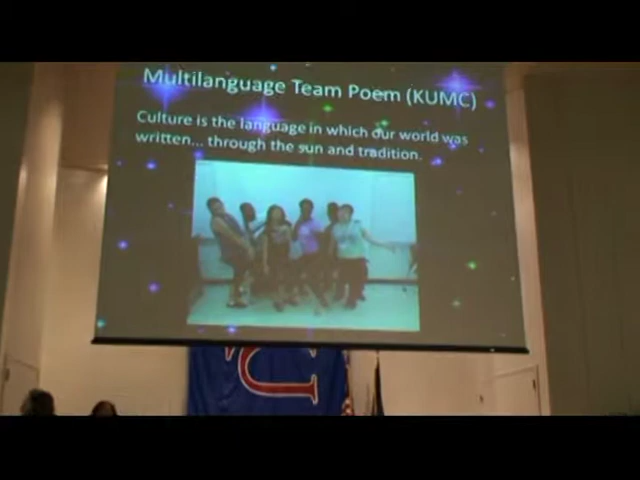 Multilanguage Team Poem (KUMC)
Culture is the language in which our world was
written... through the sun and tradition.